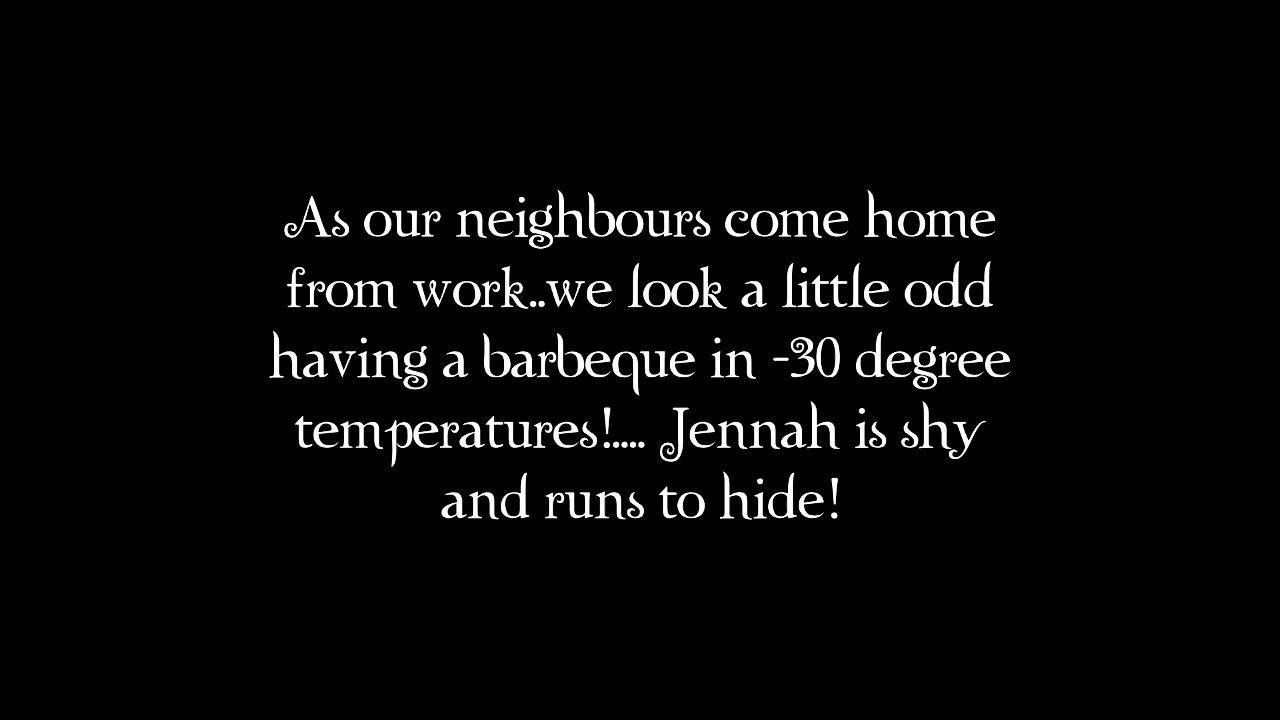 As our neighbours come home
from work..we look a little odd
having a barbeque in -30 degree
temperatures!.... Jennah is shy
and runs to hide!